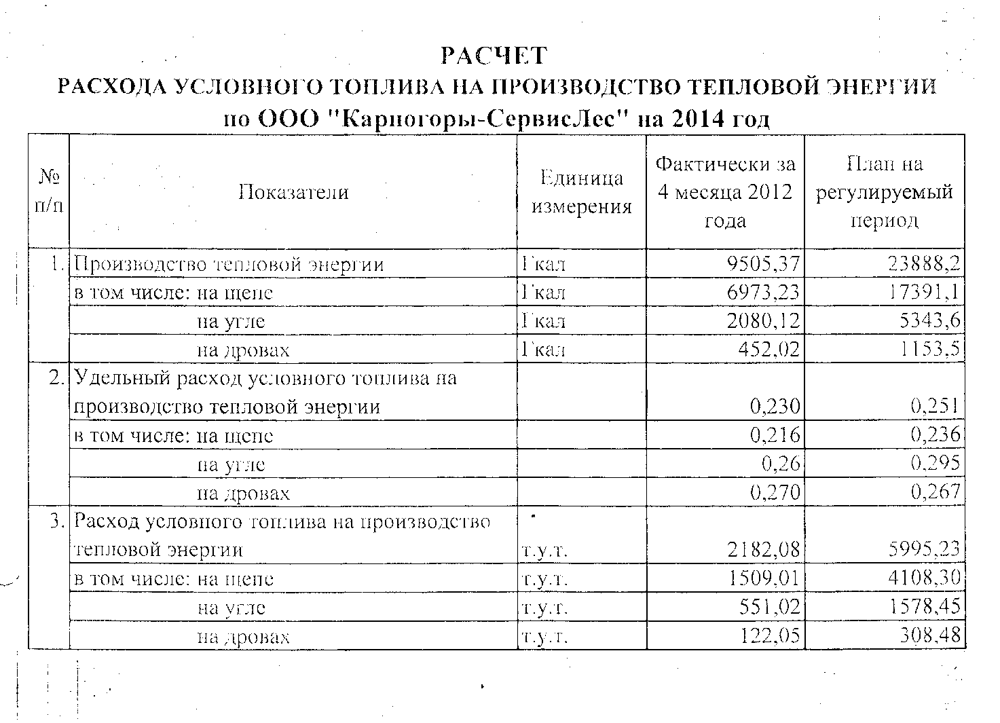 РАСЧЕТ
РАСХОДА УСЛОВНОГО ТОПЛИВА НА ПРОИЗВОДСТВО ТЕПЛОВОЙ ЭНЕРГИИ
по ООО "Карпогоры-СервисЛес" на 2014 год
№ п/п Показатели Единица измерения Фактически за 4 месяца 2012 года План на регулируемый период
1. Производство тепловой энергии Гкал 9505,37 23888,2
в том числе: на щепе Гкал 6973,23 17391,1
на угле Гкал 2080,12 5343,6
на дровах Гкал 452,02 1153,5
2. Удельный расход условного топлива на
производство тепловой энергии 0,230 0,251
в том числе: на щепе 0,216 0,236
на угле 0,26 0,295
на дровах 0,270 0,267
3. Расход условного топлива на производство
тепловой энергии т.у.т. 2182,08 5995,23
в том числе: на щепе т.у.т. 1509,01 4108,30
на угле т.у.т. 551,02 1578,45
на дровах т.у.т. 122,05 308,48